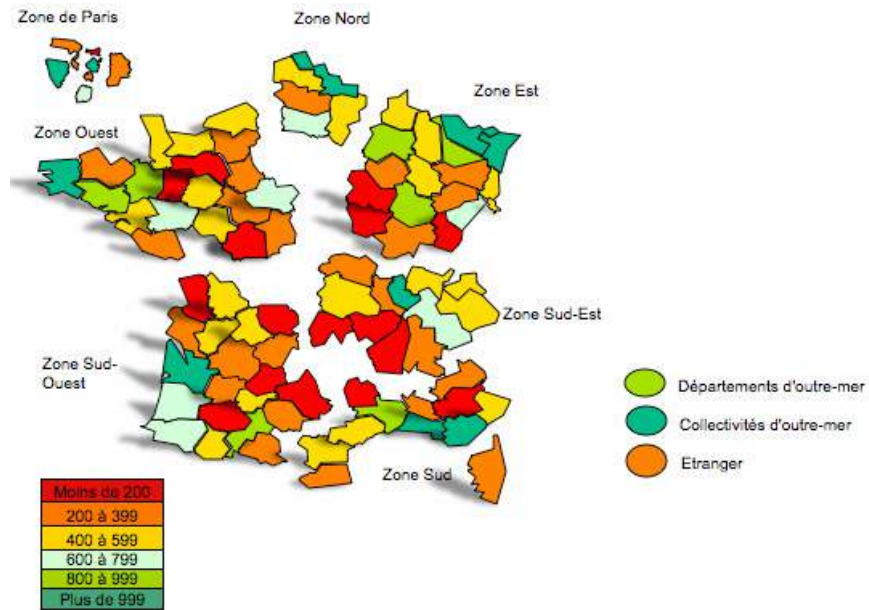 Zone de Paris
Zone Nord
Zone Est
Zone Ouest
Zone Sud-Est
Zone Sud-
Ouest
Zone Sud
Départements d'outre-mer
Collectivités d'outre-mer
Etranger
Moins de 200
200 à 399
400 à 599
600 à 799
800 à 999
Plus de 999